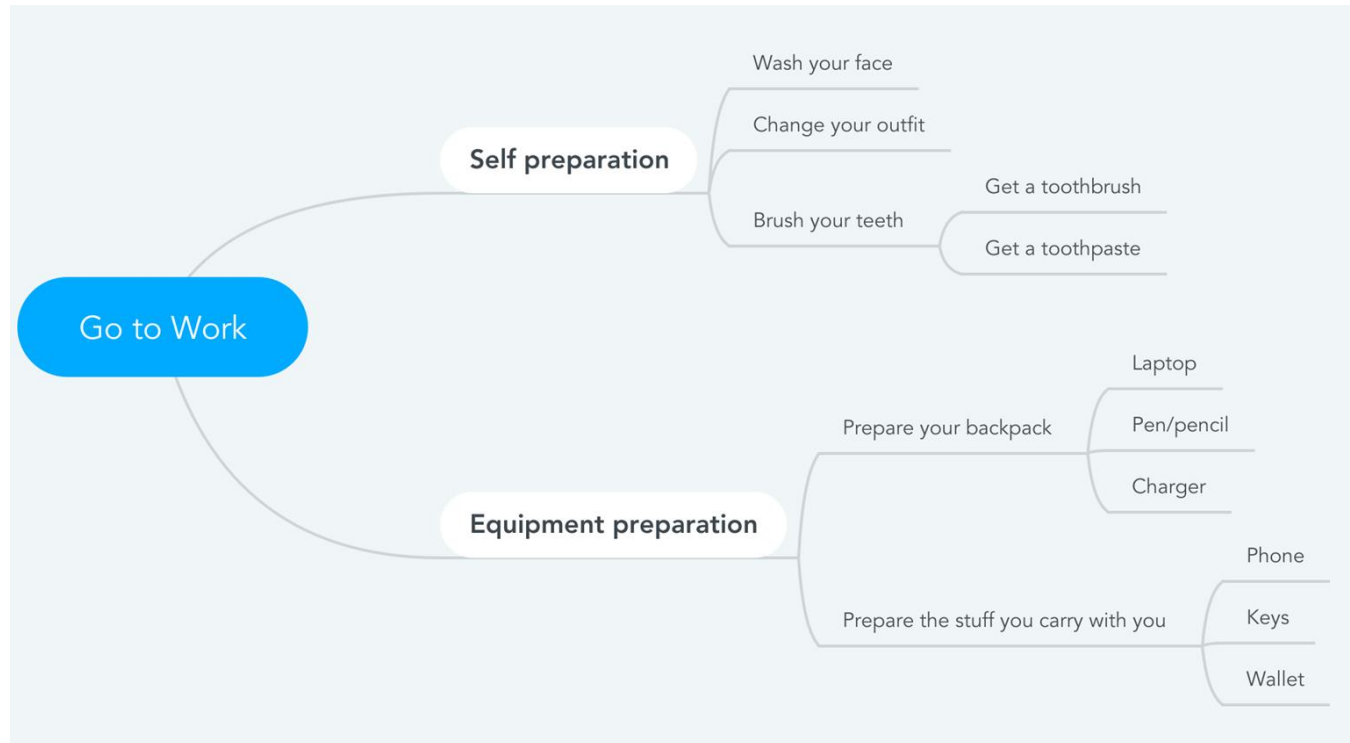 Go to Work
Self preparation
Wash your face
Change your outfit
Brush your teeth
Get a toothbrush
Get a toothpaste
Equipment preparation
Prepare your backpack
Laptop
Pen/pencil
Charger
Prepare the stuff you carry with you
Phone
Keys
Wallet